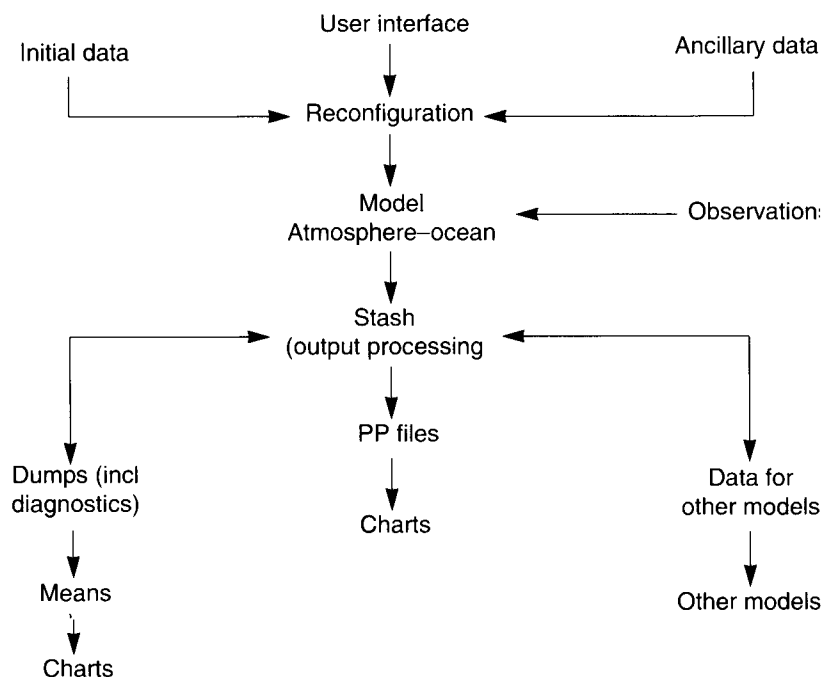 User interface
Initial data
Ancillary data
Reconfiguration
Model
Atmosphere–ocean
Observations
Stash
(output processing
PP files
Dumps (incl
diagnostics)
Data for
other models
Charts
Means
Other models
Charts